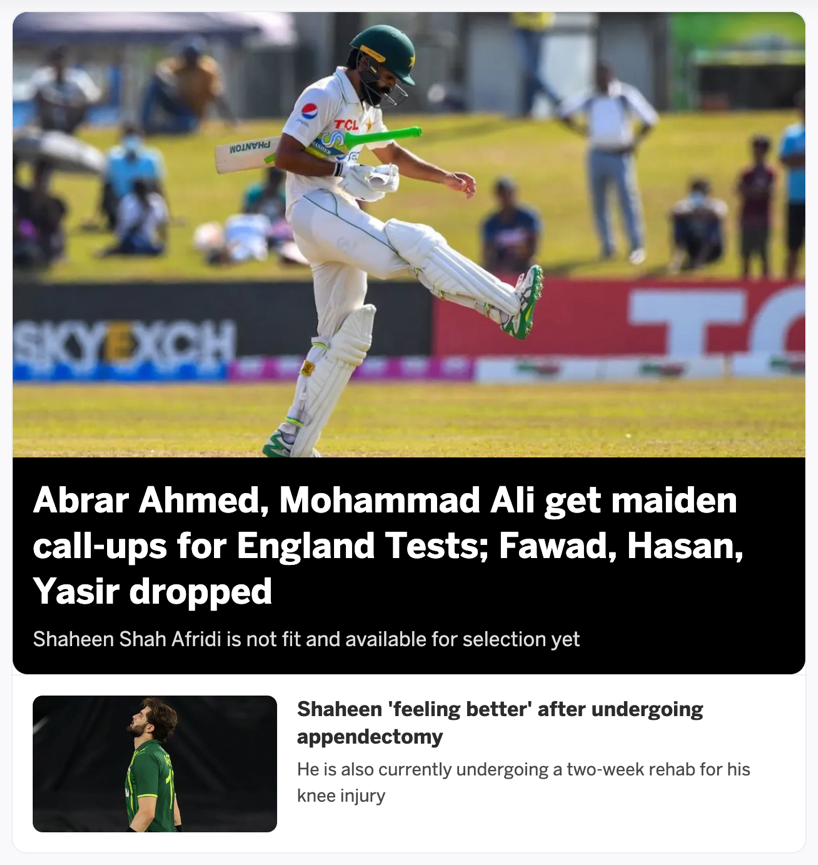 PHANTOM
TCL
SKYEXCH
Abrar Ahmed, Mohammad Ali get maiden
call-ups for England Tests; Fawad, Hasan,
Yasir dropped
Shaheen Shah Afridi is not fit and available for selection yet
Shaheen 'feeling better' after undergoing
appendectomy
He is also currently undergoing a two-week rehab for his
knee injury